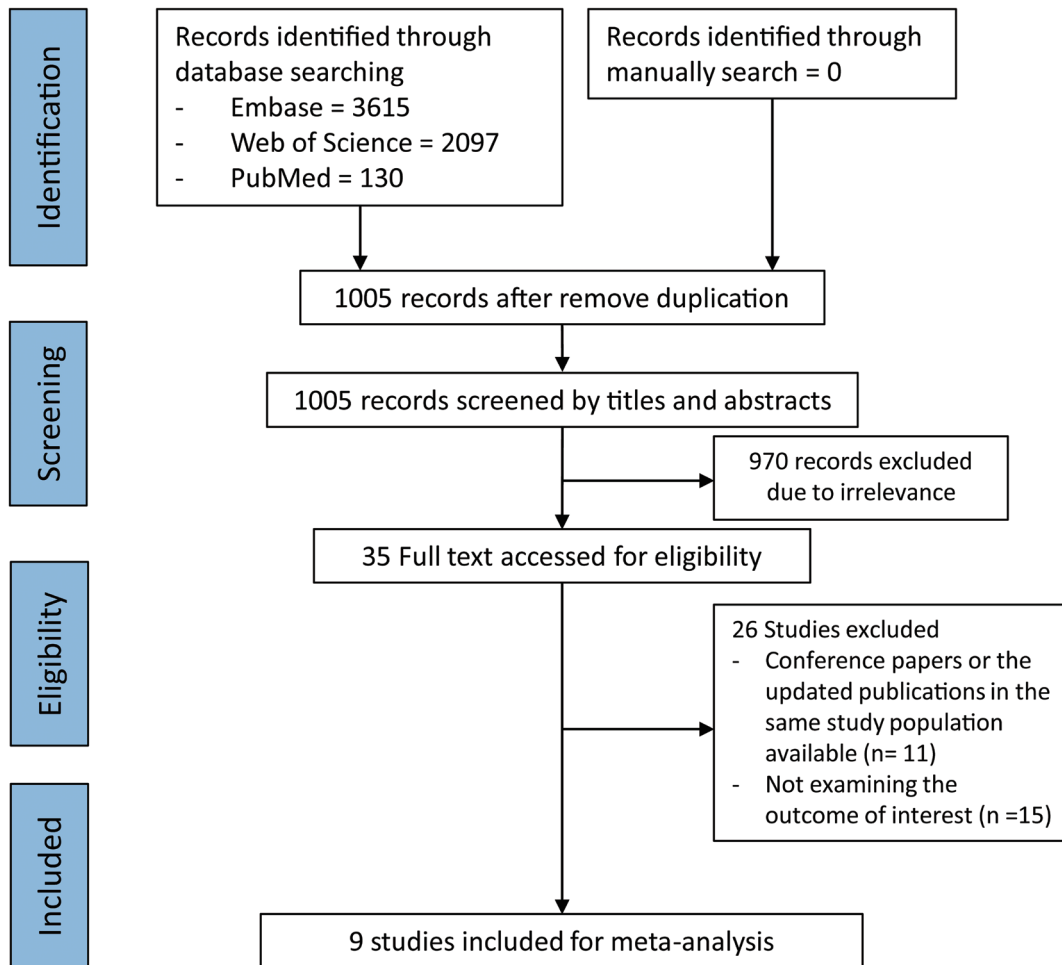 Identification
Records identified through
database searching
- Embase = 3615
- Web of Science = 2097
- PubMed = 130
Records identified through
manually search = 0
1005 records after remove duplication
Screening
1005 records screened by titles and abstracts
970 records excluded
due to irrelevance
35 Full text accessed for eligibility
Eligibility
26 Studies excluded
- Conference papers or the
updated publications in the
same study population
available (n= 11)
- Not examining the
outcome of interest (n =15)
Included
9 studies included for meta-analysis